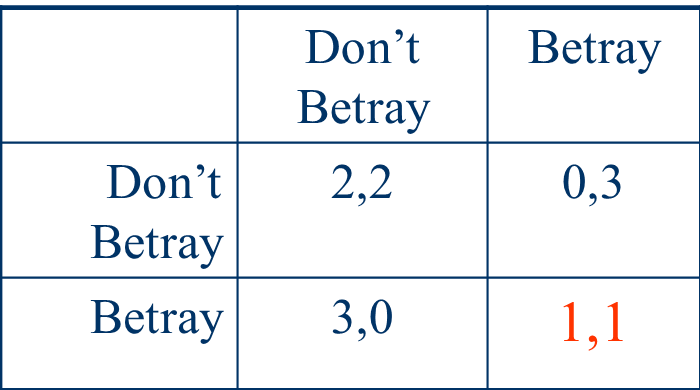 Don’t Betray
Betray
Don’t Betray
2,2
0,3
Betray
3,0
1,1